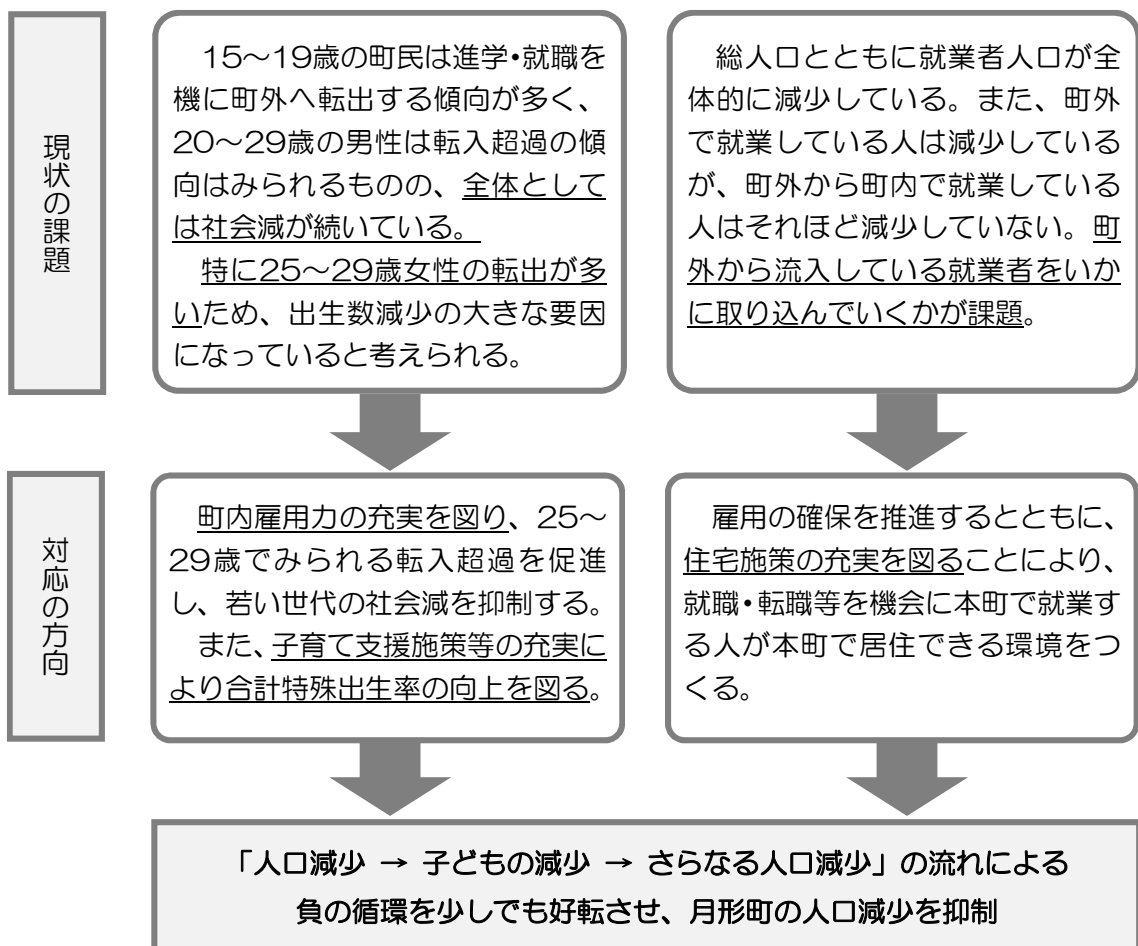 現状の課題
15～19歳の町民は進学・就職を
機に町外へ転出する傾向が多く、
20～29歳の男性は転入超過の傾
向はみられるものの、全体として
は社会減が続いている。
特に25～29歳女性の転出が多
いため、出生数減少の大きな要因
になっていると考えられる。
総人口とともに就業者人口が全
体的に減少している。また、町外
で就業している人は減少している
が、町外から町内で就業している
人はそれほど減少していない。町
外から流入している就業者をいか
に取り込んでいくかが課題。
対応の方向
町内雇用力の充実を図り、25～
29歳でみられる転入超過を促進
し、若い世代の社会減を抑制する。
また、子育て支援施策等の充実に
より合計特殊出生率の向上を図る。
雇用の確保を推進するとともに、
住宅施策の充実を図ることにより、
就職・転職等を機会に本町で就業す
る人が本町で居住できる環境をつ
くる。
「人口減少 → 子どもの減少 → さらなる人口減少」の流れによる
負の循環を少しでも好転させ、月形町の人口減少を抑制